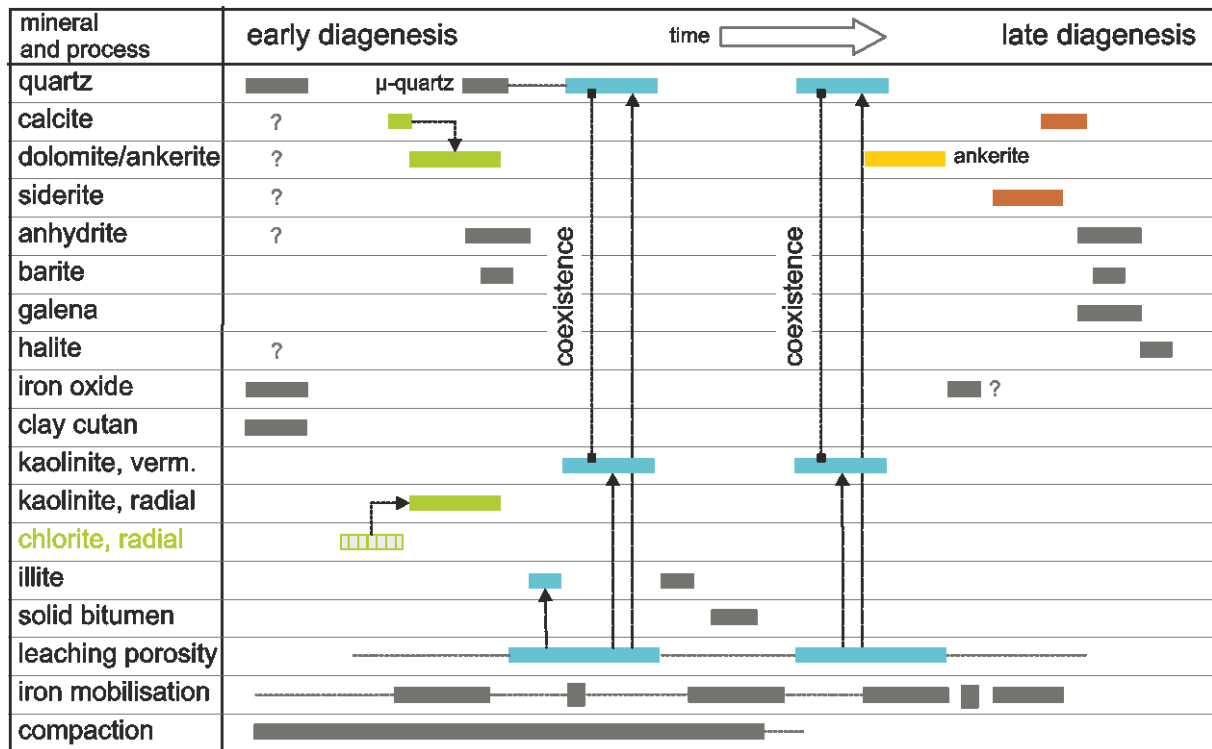 mineral
and process
early diagenesis
time
late diagenesis
quartz
µ-quartz
calcite
?
dolomite/ankerite
?
ankerite
siderite
?
anhydrite
?
coexistence
coexistence
barite
galena
halite
?
iron oxide
?
clay cutan
kaolinite, verm.
kaolinite, radial
chlorite, radial
illite
solid bitumen
leaching porosity
iron mobilisation
compaction